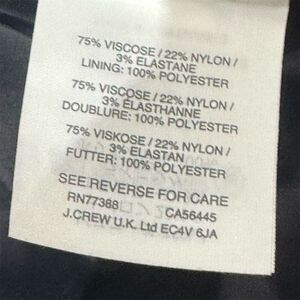 75% VISCOSE / 22% NYLON /
3% ELASTANE
LINING: 100% POLYESTER
75% VISCOSE / 22% NYLON /
3% ÉLASTHANNE
DOUBLURE: 100% POLYESTER
75% VISKOSE / 22% NYLON /
3% ELASTAN
FUTTER: 100% POLYESTER
SEE REVERSE FOR CARE
RN77388 CA56445
J.CREW U.K. Ltd EC4V 6JA